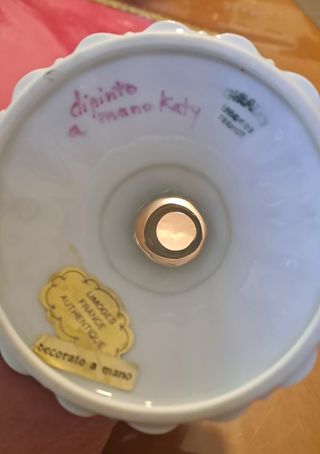 dipinto
a mano Katy
LIMOGES
FRANCE
AUTHENTIQUE
Decorato a mano